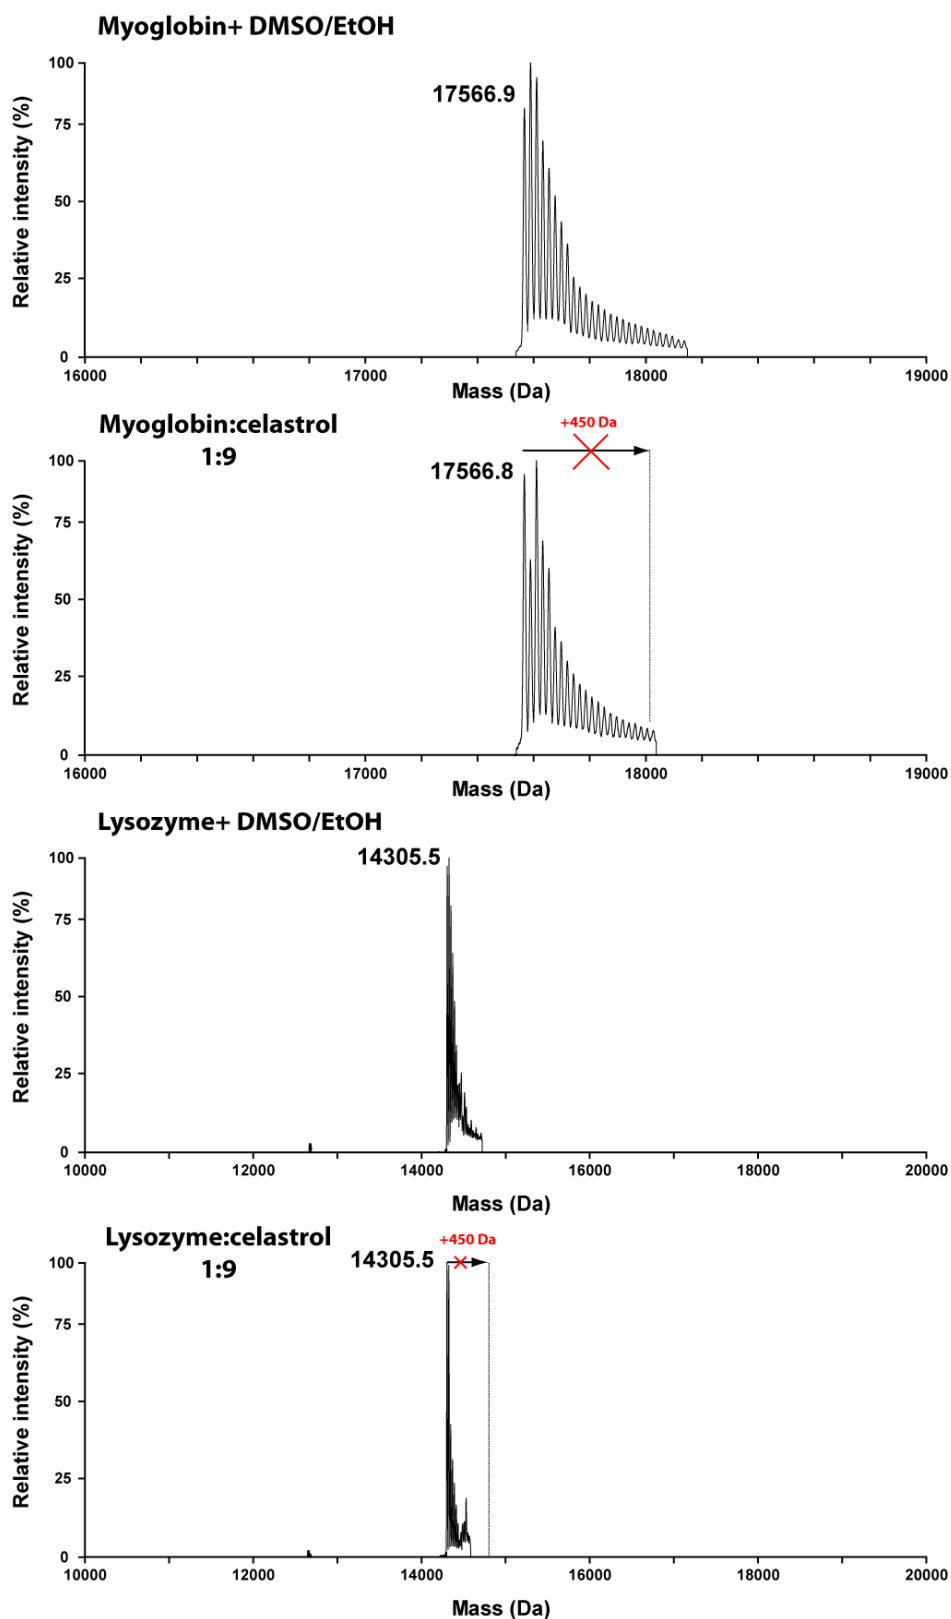 Myoglobin+ DMSO/EtOH
17566.9
100
75
50
25
0
Relative intensity (%)
16000 17000 18000 19000
Mass (Da)
Myoglobin:celastrol
1:9
+450 Da
17566.8
100
75
50
25
0
Relative intensity (%)
16000 17000 18000 19000
Mass (Da)
Lysozyme+ DMSO/EtOH
14305.5
100
75
50
25
0
Relative intensity (%)
10000 12000 14000 16000 18000 20000
Mass (Da)
Lysozyme:celastrol
1:9
+450 Da
14305.5
100
75
50
25
0
Relative intensity (%)
10000 12000 14000 16000 18000 20000
Mass (Da)